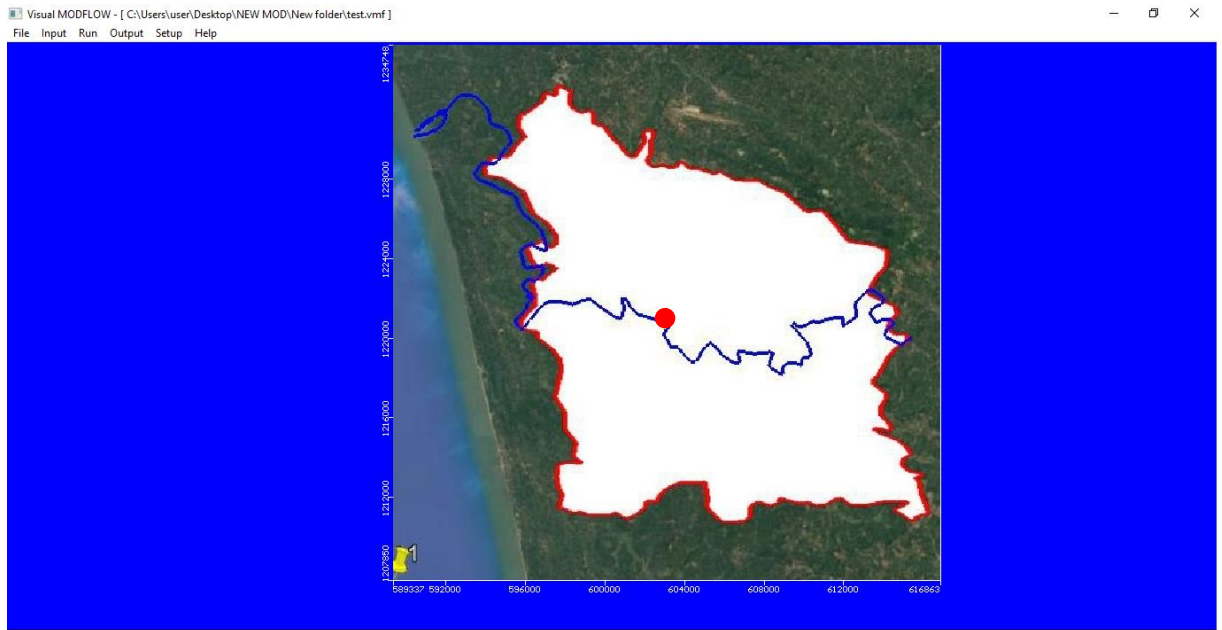 Visual MODFLOW - [ C:\Users\user\Desktop\NEW MOD\New folder\test.vmf ]
File Input Run Output Setup Help
1234748
1228000
1224000
1220000
1216000
1212000
1207850
1
589337 592000 596000 600000 604000 608000 612000 616863